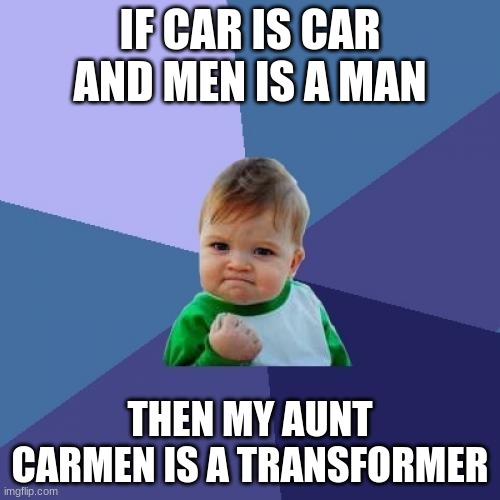 IF CAR IS CAR
AND MEN IS A MAN
THEN MY AUNT
CARMEN IS A TRANSFORMER
imgflip.com